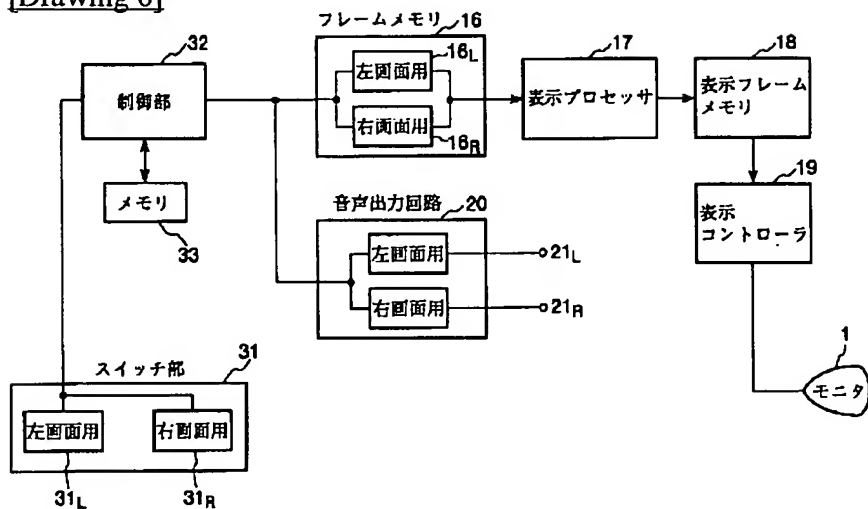 [Drawing 6]
フレームメモリ 16
32
17
18
制御部
16L
左画面用
右画面用
16R
表示プロセッサ
表示フレーム
メモリ
19
メモリ
33
音声出力回路 20
表示
コントローラ
左画面用
21L
右画面用
21R
スイッチ部 31
1
モニタ
左画面用
右画面用
31L
31R